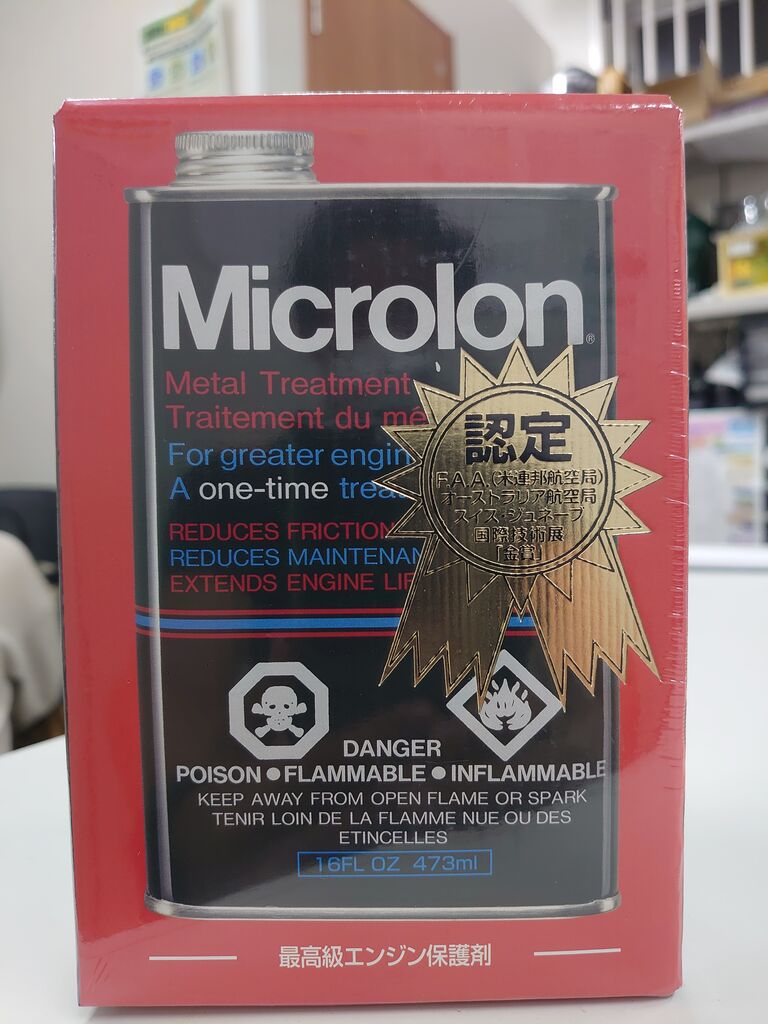 Microlon®
Metal Treatment
Traitement du mé
For greater engin
A one-time trea
REDUCES FRICTION
REDUCES MAINTENAN
EXTENDS ENGINE LIF
認定
F.A.A.(米連邦航空局)
オーストラリア航空局
スイス・ジュネーブ
国際技術展
「金賞」
DANGER
POISON●FLAMMABLE●INFLAMMABLE
KEEP AWAY FROM OPEN FLAME OR SPARK
TENIR LOIN DE LA FLAMME NUE OU DES
ETINCELLES
16FL OZ 473ml
最高級エンジン保護剤